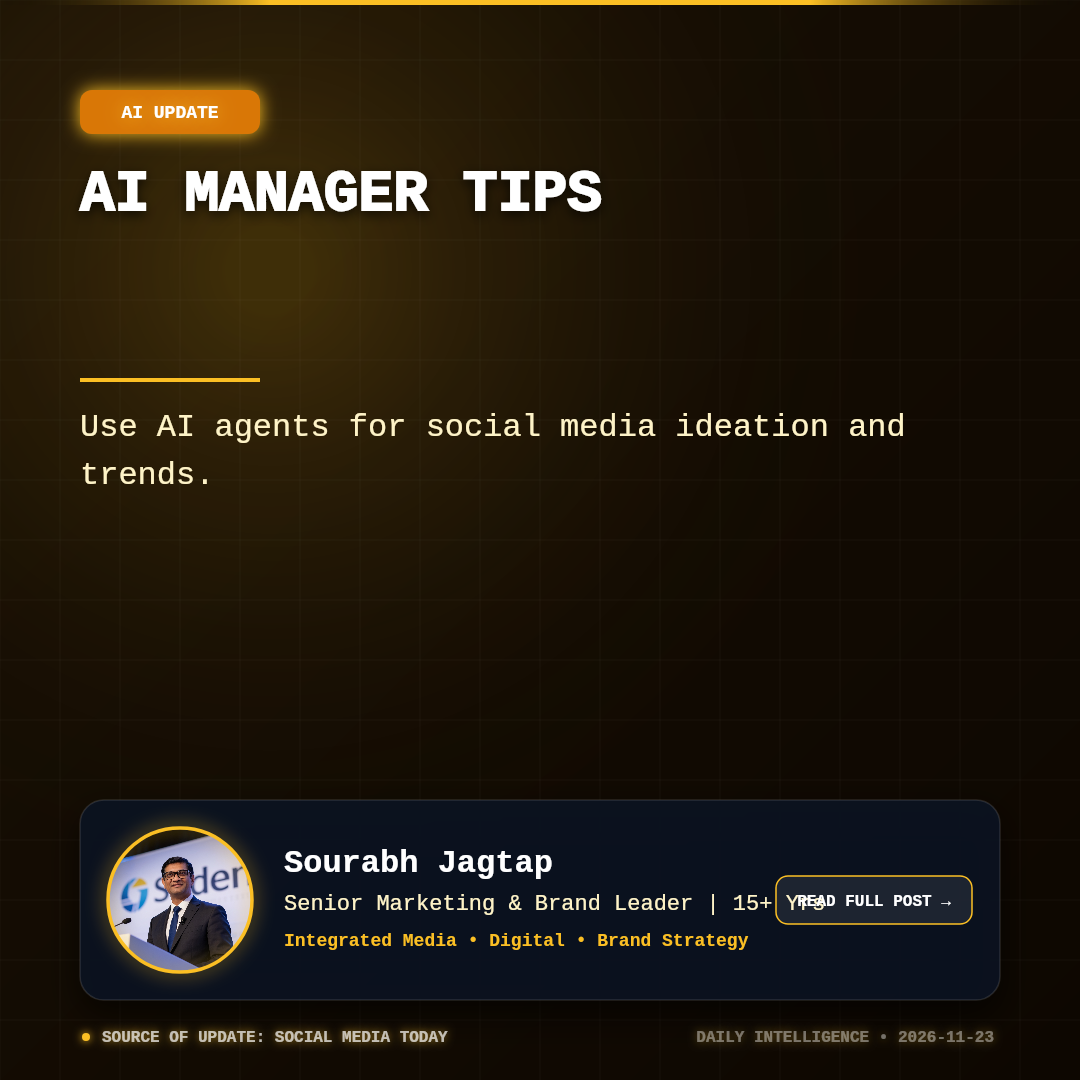 AI UPDATE
AI MANAGER TIPS
Use AI agents for social media ideation and
trends.
Sourabh Jagtap
Senior Marketing & Brand Leader | 15+ Yrs
READ FULL POST →
Integrated Media • Digital • Brand Strategy
SOURCE OF UPDATE: SOCIAL MEDIA TODAY
DAILY INTELLIGENCE • 2026-11-23